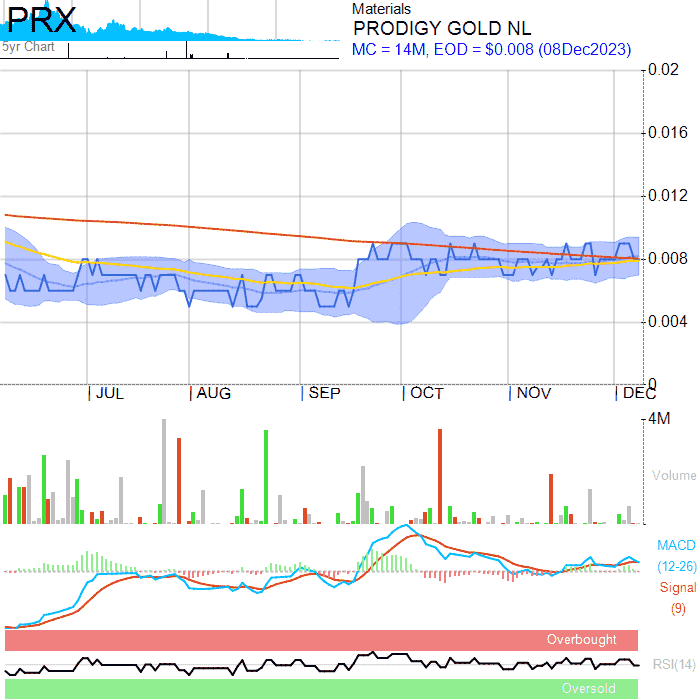 PRX
5yr Chart
Materials
PRODIGY GOLD NL
MC = 14M, EOD = $0.008 (08Dec2023)
0.02
0.016
0.012
0.008
0.004
0
JUL AUG SEP OCT NOV DEC
4M
Volume
MACD
(12-26)
Signal
(9)
Overbought
RSI(14)
Oversold